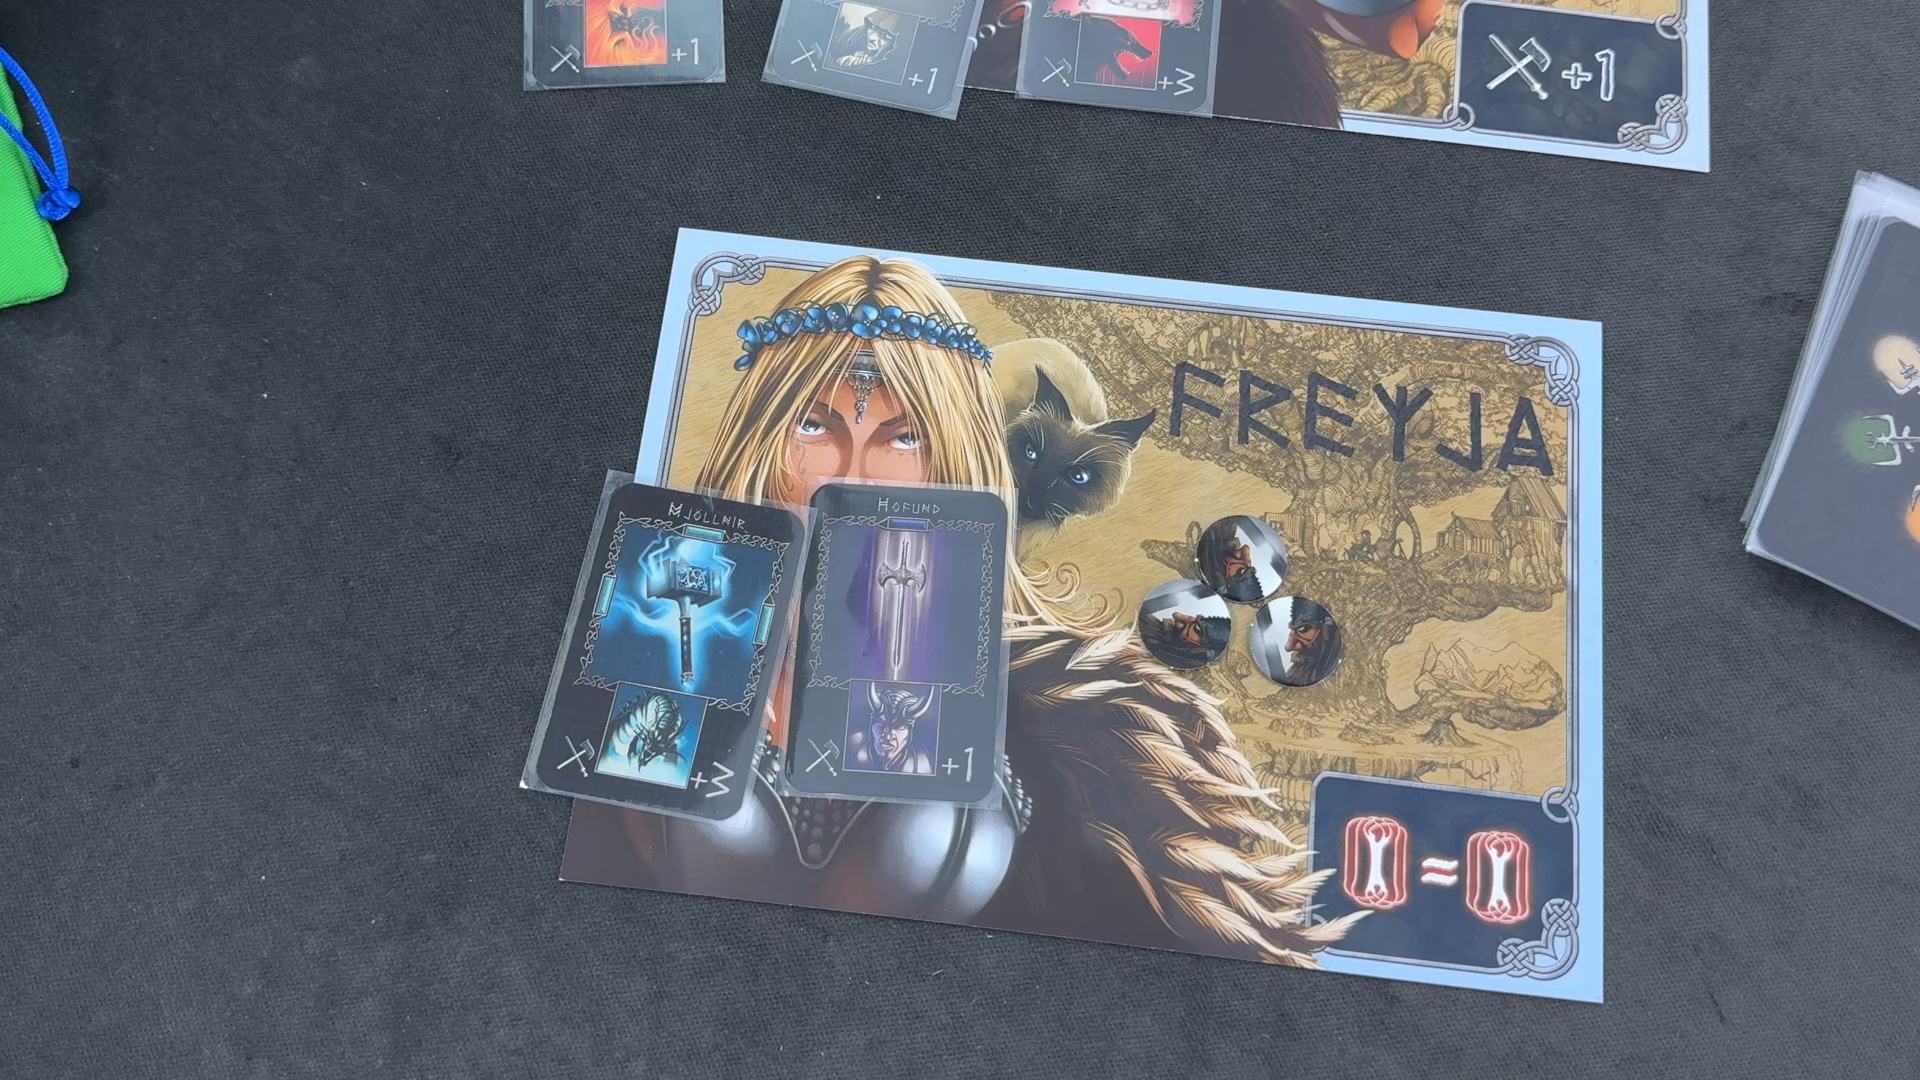 +1
+1
+3
+1
FREYJA
MJÖLLNIR
HOFUND
+3
+1
=